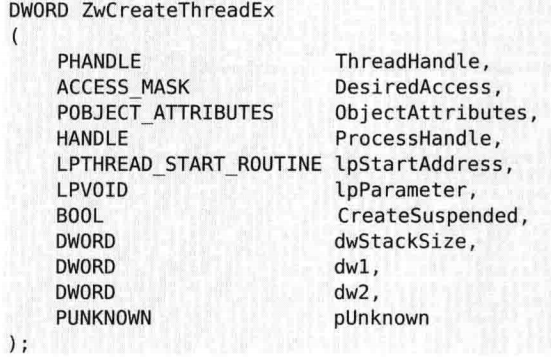 DWORD ZwCreateThreadEx
(
    PHANDLE                ThreadHandle,
    ACCESS_MASK            DesiredAccess,
    POBJECT_ATTRIBUTES     ObjectAttributes,
    HANDLE                 ProcessHandle,
    LPTHREAD_START_ROUTINE lpStartAddress,
    LPVOID                 lpParameter,
    BOOL                   CreateSuspended,
    DWORD                  dwStackSize,
    DWORD                  dw1,
    DWORD                  dw2,
    PUNKNOWN               pUnknown
);